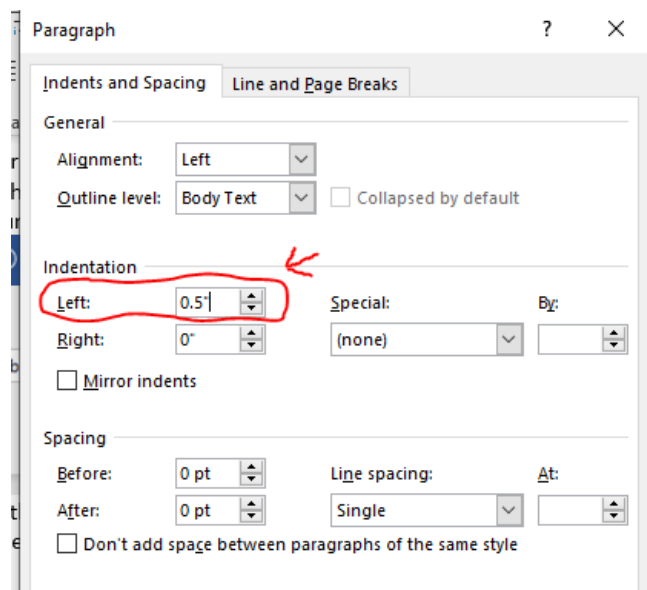 Paragraph ? ×
Indents and Spacing Line and Page Breaks
General
Alignment: Left
Outline level: Body Text Collapsed by default
Indentation
Left: 0.5" Special: By:
Right: 0" (none)
Mirror indents
Spacing
Before: 0 pt Line spacing: At:
After: 0 pt Single
Don't add space between paragraphs of the same style